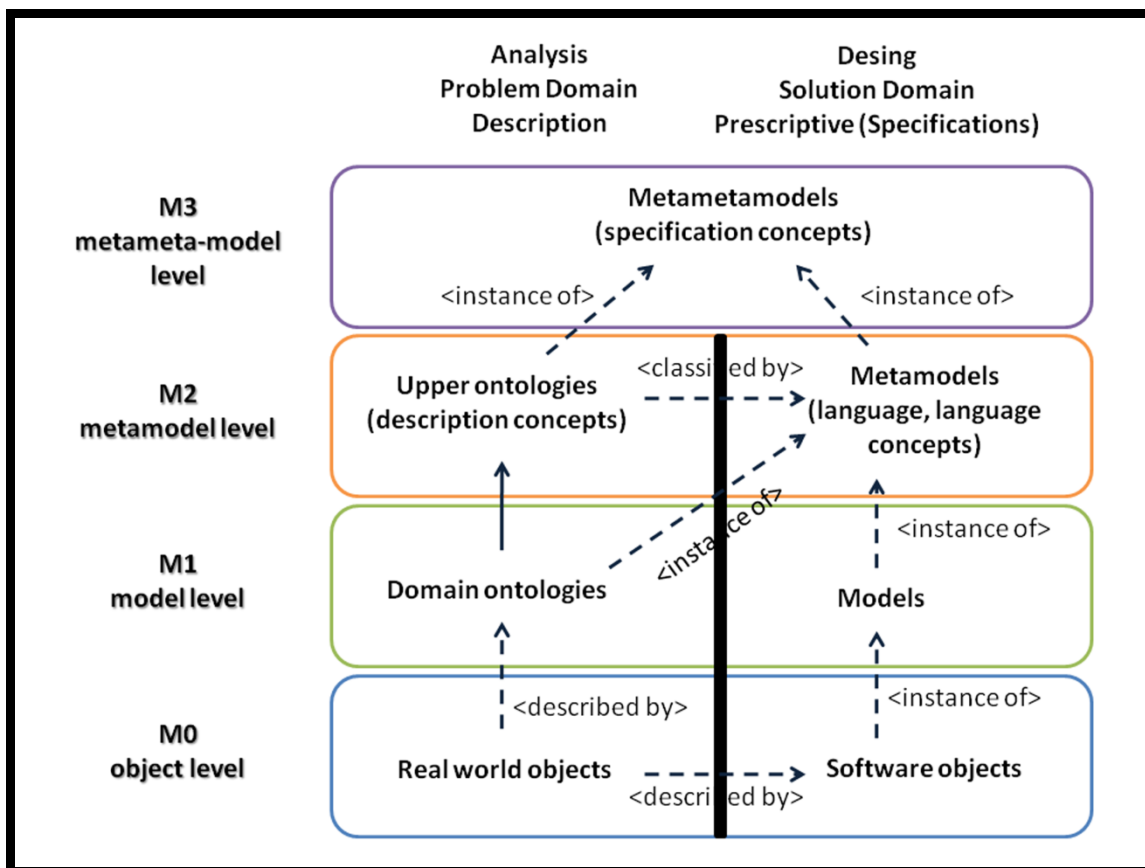 Analysis
Problem Domain
Description
Desing
Solution Domain
Prescriptive (Specifications)
M3
metameta-model
level
Metametamodels
(specification concepts)
<instance of>
<instance of>
M2
metamodel level
Upper ontologies
(description concepts)
<classified by>
Metamodels
(language, language
concepts)
<instance of>
<instance of>
M1
model level
Domain ontologies
Models
<described by>
<instance of>
M0
object level
Real world objects
<described by>
Software objects